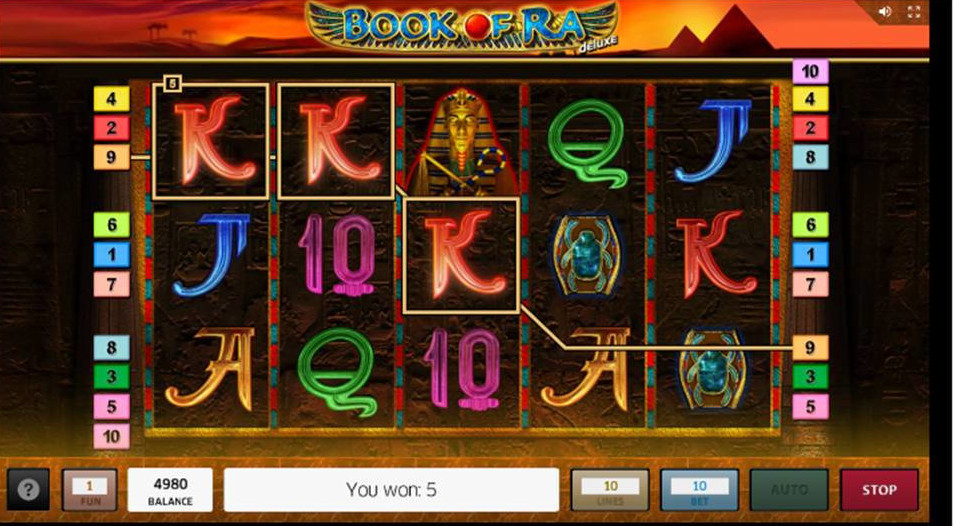 BOOK OF RA
deluxe
10
4 5 4
2 K K Q J 2
9 8
6 6
1 J 10 K K 1
7 7
8 9
3 A Q 10 A 3
5 5
10
1 4980 You won: 5 10 10 AUTO STOP
FUN BALANCE LINES BET
?